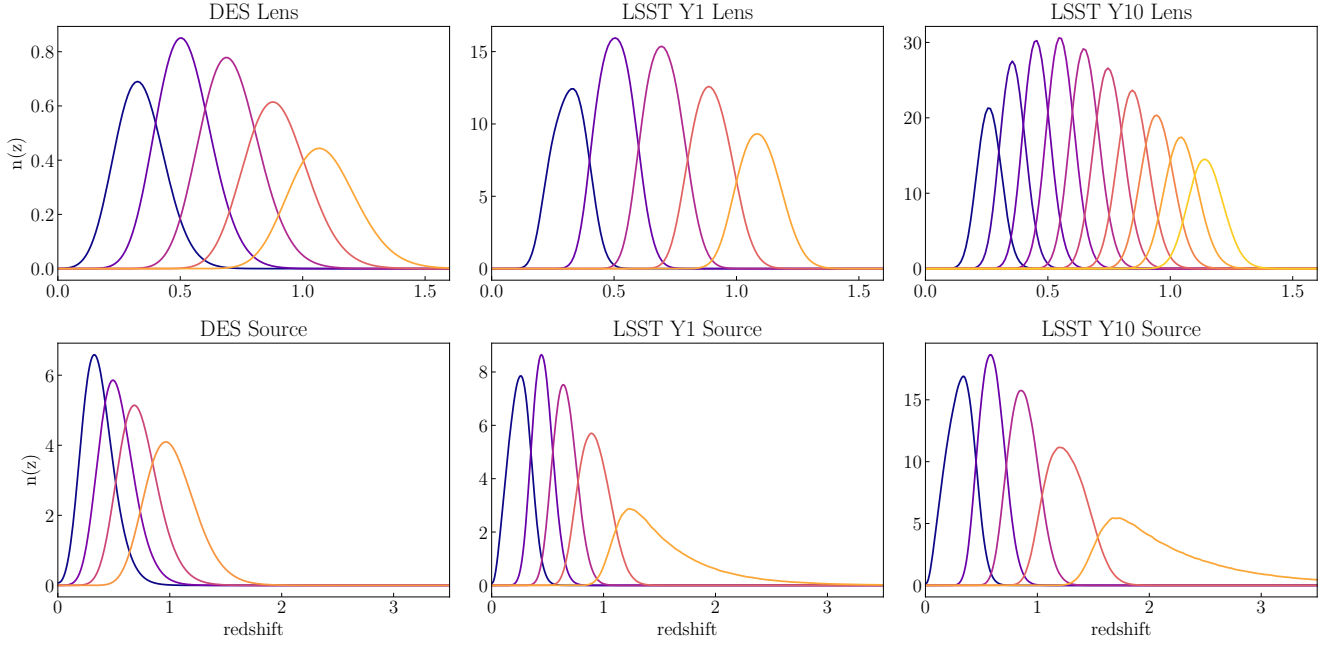 DES Lens
LSST Y1 Lens
LSST Y10 Lens
n(z)
0.8
0.6
0.4
0.2
0.0
0.0 0.5 1.0 1.5
15
10
5
0
0.0 0.5 1.0 1.5
30
20
10
0
0.0 0.5 1.0 1.5
DES Source
LSST Y1 Source
LSST Y10 Source
n(z)
6
4
2
0
0 1 2 3
redshift
8
6
4
2
0
0 1 2 3
redshift
15
10
5
0
0 1 2 3
redshift